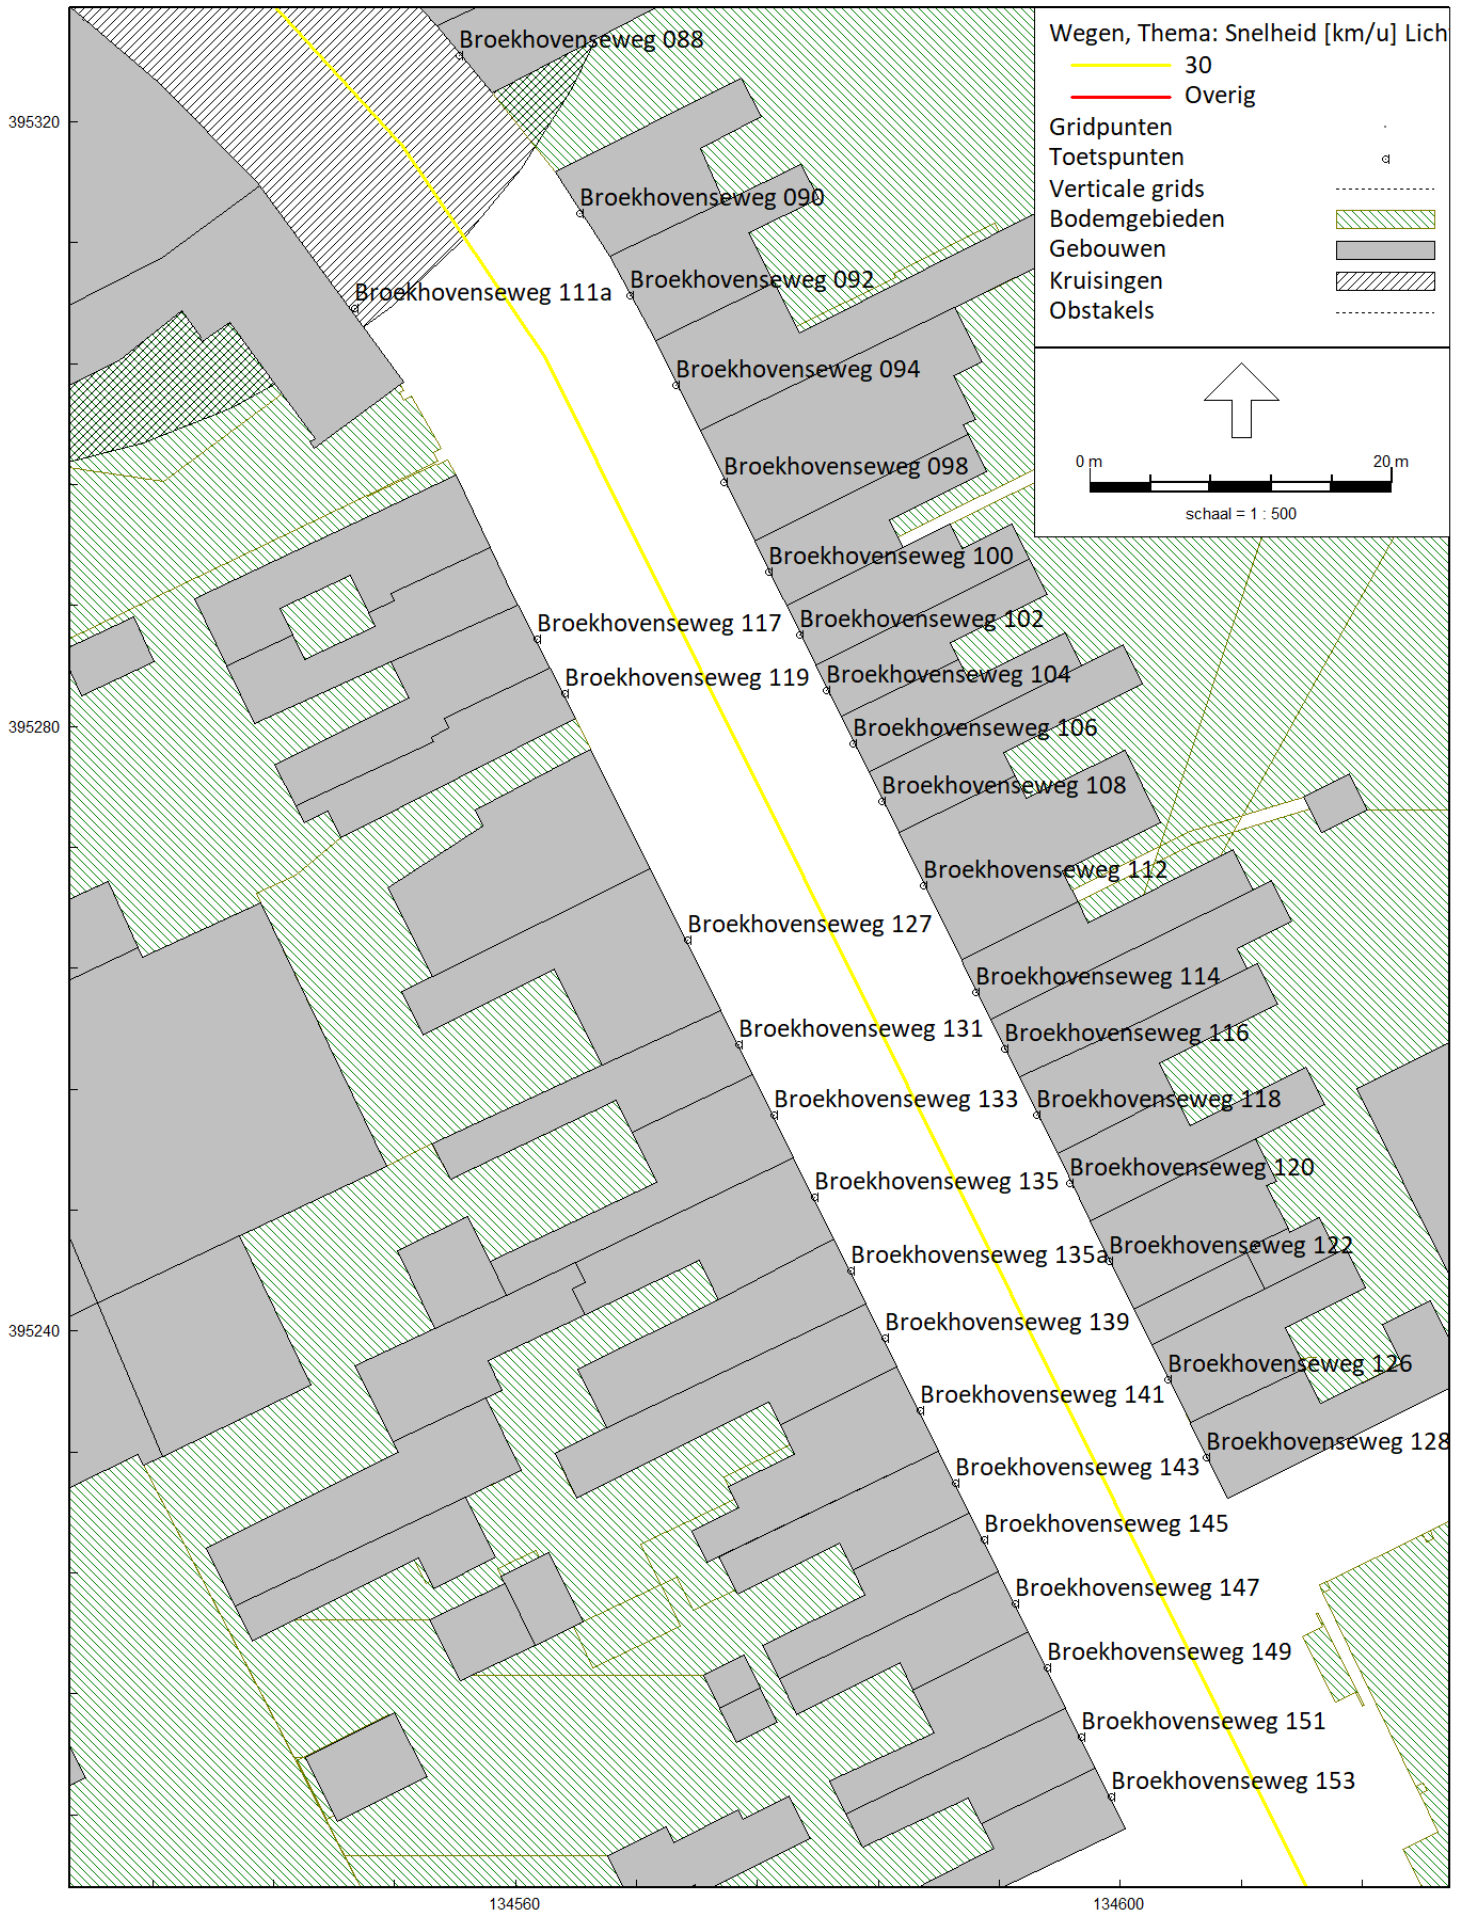 Wegen, Thema: Snelheid [km/u] Lich
30
Overig
Gridpunten
Toetspunten
Verticale grids
Bodemgebieden
Gebouwen
Kruisingen
Obstakels
0 m
20 m
schaal = 1 : 500
395320
395280
395240
134560
134600
Broekhovenseweg 088
Broekhovenseweg 090
Broekhovenseweg 092
Broekhovenseweg 111a
Broekhovenseweg 094
Broekhovenseweg 098
Broekhovenseweg 100
Broekhovenseweg 117
Broekhovenseweg 102
Broekhovenseweg 119
Broekhovenseweg 104
Broekhovenseweg 106
Broekhovenseweg 108
Broekhovenseweg 112
Broekhovenseweg 127
Broekhovenseweg 114
Broekhovenseweg 131
Broekhovenseweg 116
Broekhovenseweg 133
Broekhovenseweg 118
Broekhovenseweg 120
Broekhovenseweg 135
Broekhovenseweg 122
Broekhovenseweg 135a
Broekhovenseweg 139
Broekhovenseweg 126
Broekhovenseweg 141
Broekhovenseweg 128
Broekhovenseweg 143
Broekhovenseweg 145
Broekhovenseweg 147
Broekhovenseweg 149
Broekhovenseweg 151
Broekhovenseweg 153